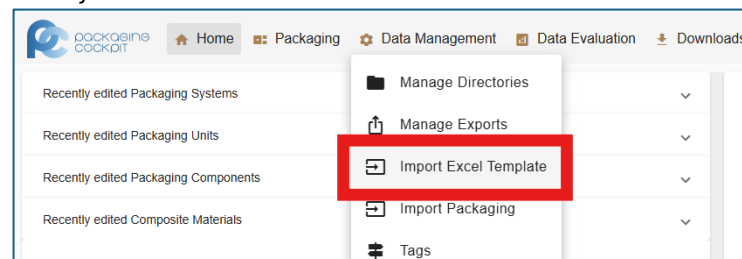 packaging
cockpit
Home
Packaging
Data Management
Data Evaluation
Downloads
Recently edited Packaging Systems
Recently edited Packaging Units
Recently edited Packaging Components
Recently edited Composite Materials
Manage Directories
Manage Exports
Import Excel Template
Import Packaging
Tags